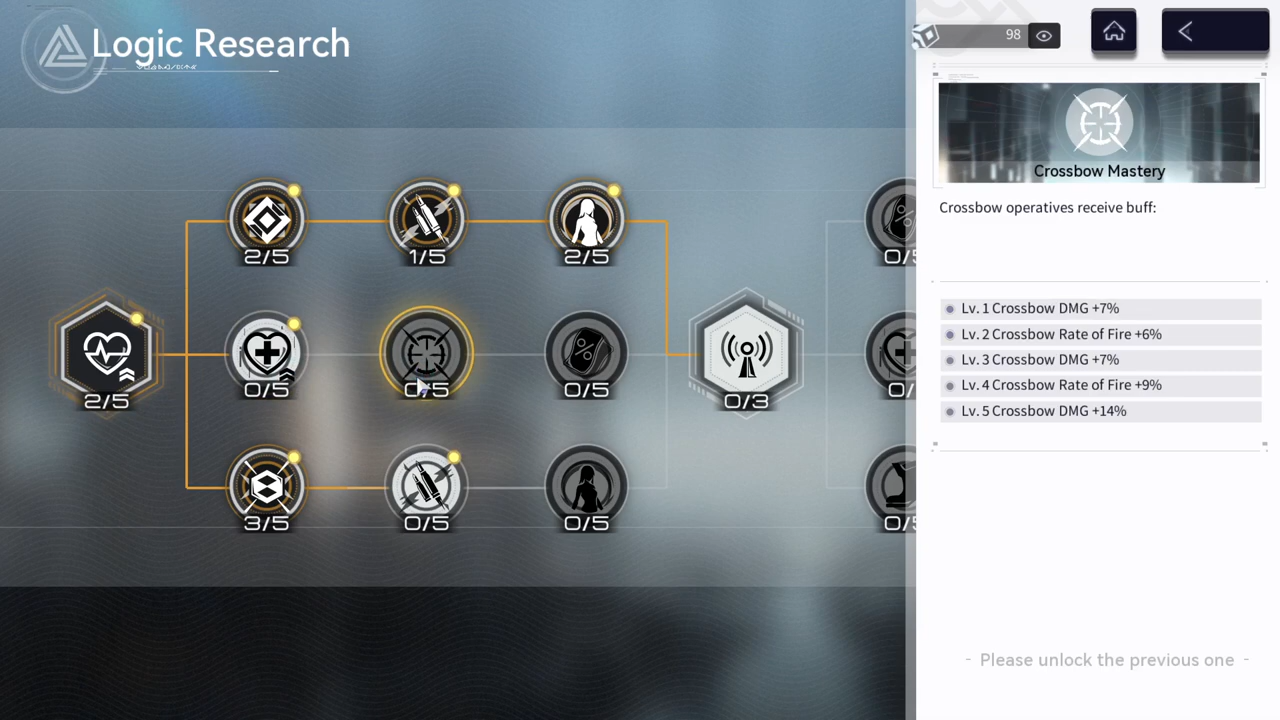 Logic Research
98
Crossbow Mastery
Crossbow operatives receive buff:
2/5
1/5
2/5
0/5
Lv. 1 Crossbow DMG +7%
Lv. 2 Crossbow Rate of Fire +6%
Lv. 3 Crossbow DMG +7%
Lv. 4 Crossbow Rate of Fire +9%
Lv. 5 Crossbow DMG +14%
2/5
0/5
0/5
0/5
0/3
3/5
0/5
0/5
0/5
- Please unlock the previous one -